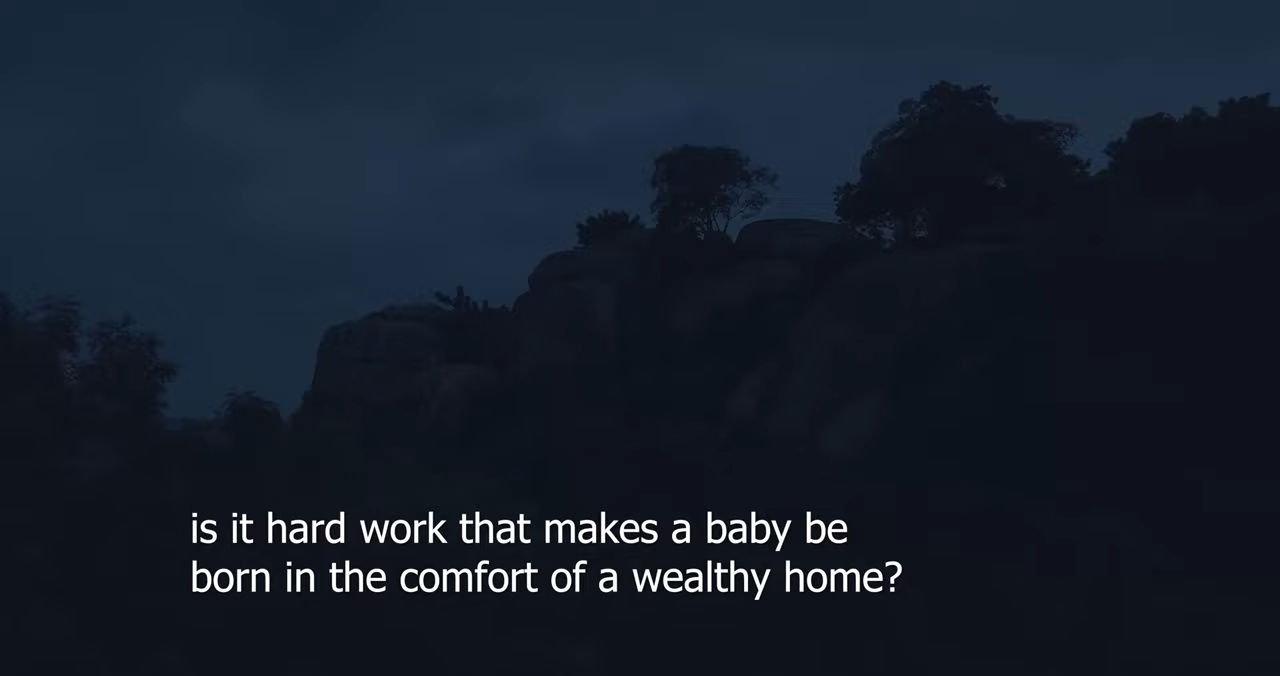 is it hard work that makes a baby be
born in the comfort of a wealthy home?